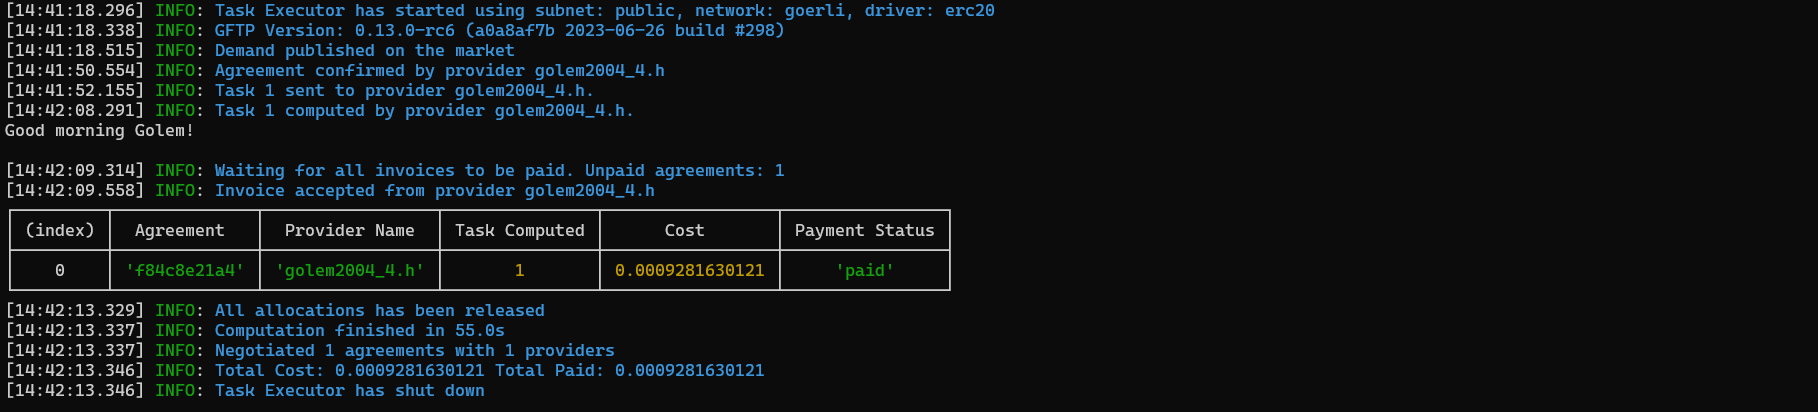 [14:41:18.296] INFO: Task Executor has started using subnet: public, network: goerli, driver: erc20
[14:41:18.338] INFO: GFTP Version: 0.13.0-rc6 (a0a8af7b 2023-06-26 build #298)
[14:41:18.515] INFO: Demand published on the market
[14:41:50.554] INFO: Agreement confirmed by provider golem2004_4.h
[14:41:52.155] INFO: Task 1 sent to provider golem2004_4.h.
[14:42:08.291] INFO: Task 1 computed by provider golem2004_4.h.
Good morning Golem!
[14:42:09.314] INFO: Waiting for all invoices to be paid. Unpaid agreements: 1
[14:42:09.558] INFO: Invoice accepted from provider golem2004_4.h
(index) Agreement Provider Name Task Computed Cost Payment Status
0 'f84c8e21a4' 'golem2004_4.h' 1 0.0009281630121 'paid'
[14:42:13.329] INFO: All allocations has been released
[14:42:13.337] INFO: Computation finished in 55.0s
[14:42:13.337] INFO: Negotiated 1 agreements with 1 providers
[14:42:13.346] INFO: Total Cost: 0.0009281630121 Total Paid: 0.0009281630121
[14:42:13.346] INFO: Task Executor has shut down